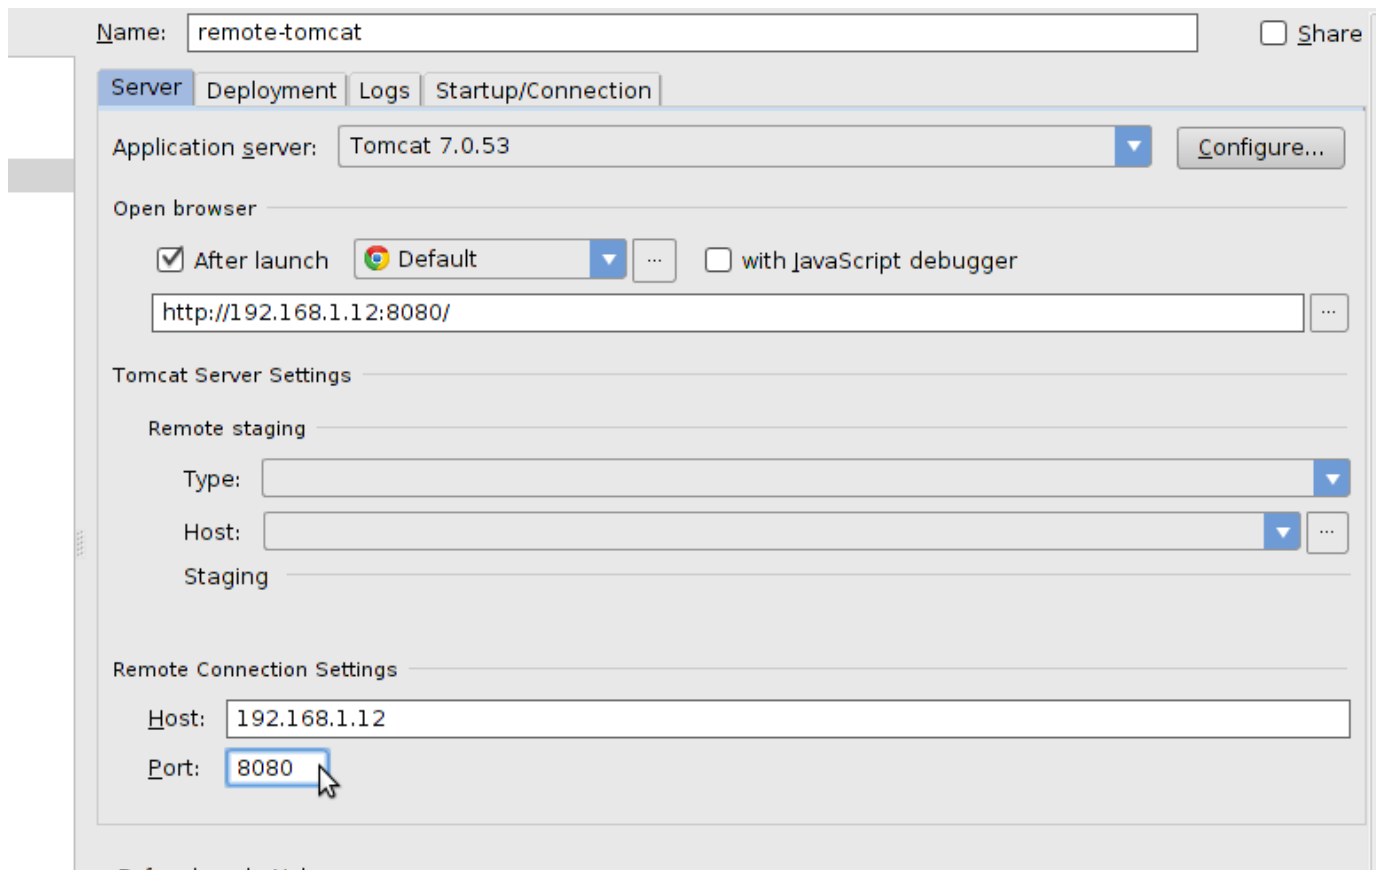 Name: remote-tomcat Share
Server Deployment Logs Startup/Connection
Application server: Tomcat 7.0.53 Configure...
Open browser
After launch Default ... with JavaScript debugger
http://192.168.1.12:8080/ ...
Tomcat Server Settings
Remote staging
Type:
Host: ...
Staging
Remote Connection Settings
Host: 192.168.1.12
Port: 8080